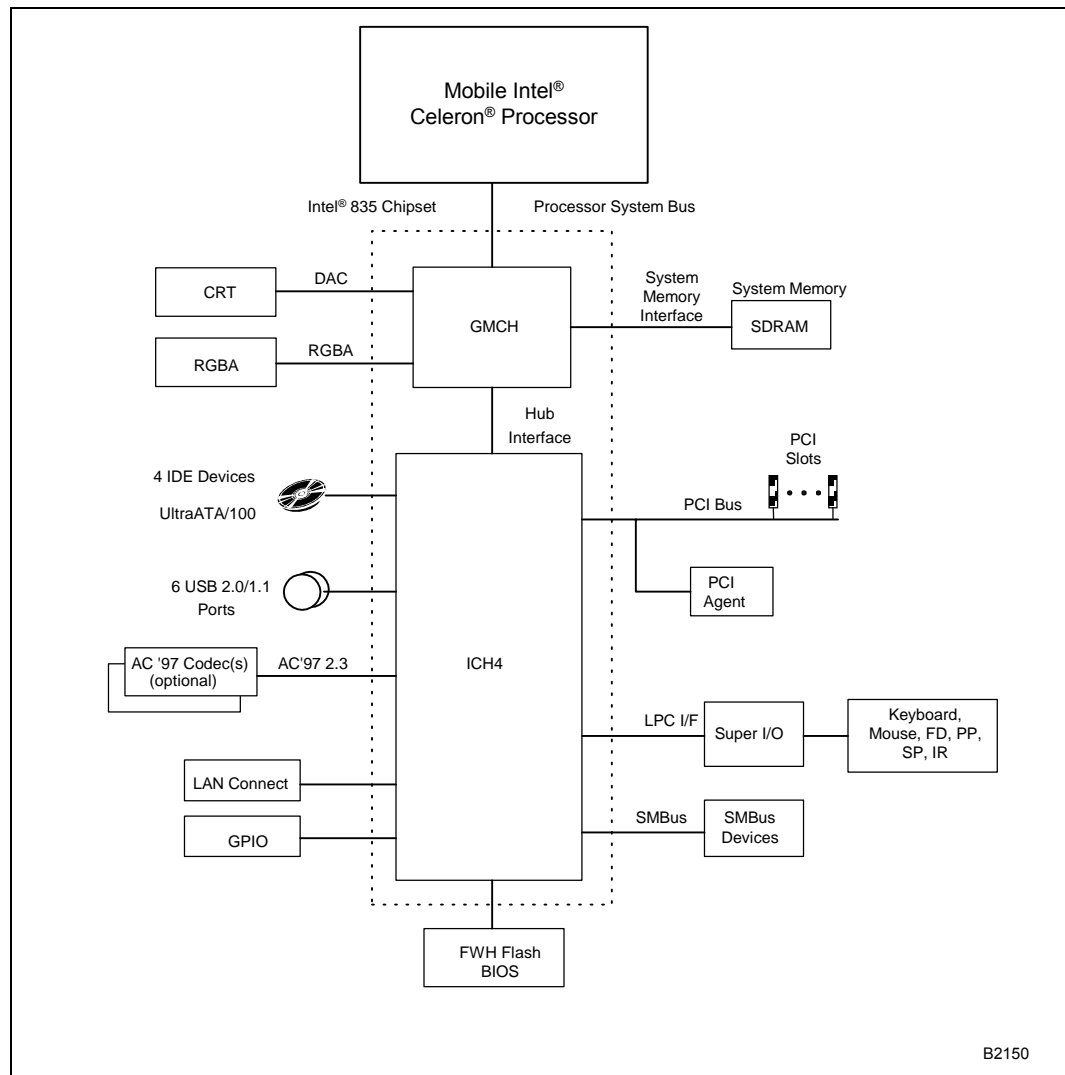 Mobile Intel®
Celeron® Processor
Intel® 835 Chipset
Processor System Bus
CRT
DAC
GMCH
System
Memory
Interface
System Memory
SDRAM
RGBA
RGBA
Hub
Interface
4 IDE Devices
UltraATA/100
PCI
Slots
PCI Bus
PCI
Agent
6 USB 2.0/1.1
Ports
AC '97 Codec(s)
(optional)
AC'97 2.3
ICH4
LPC I/F
Super I/O
Keyboard,
Mouse, FD, PP,
SP, IR
LAN Connect
GPIO
SMBus
SMBus
Devices
FWH Flash
BIOS
B2150